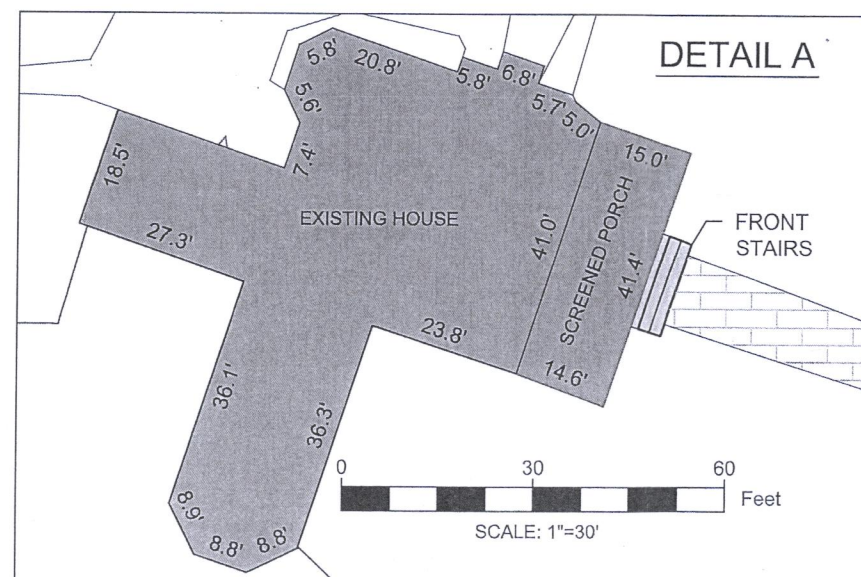 DETAIL A
5.8'
20.8'
5.8'
6.8'
5.6'
5.7'
5.0'
7.4'
15.0'
18.5'
EXISTING HOUSE
27.3'
41.0'
SCREENED PORCH
41.4'
FRONT
STAIRS
23.8'
14.6'
36.1'
36.3'
8.9'
8.8'
8.8'
0 30 60
Feet
SCALE: 1"=30'